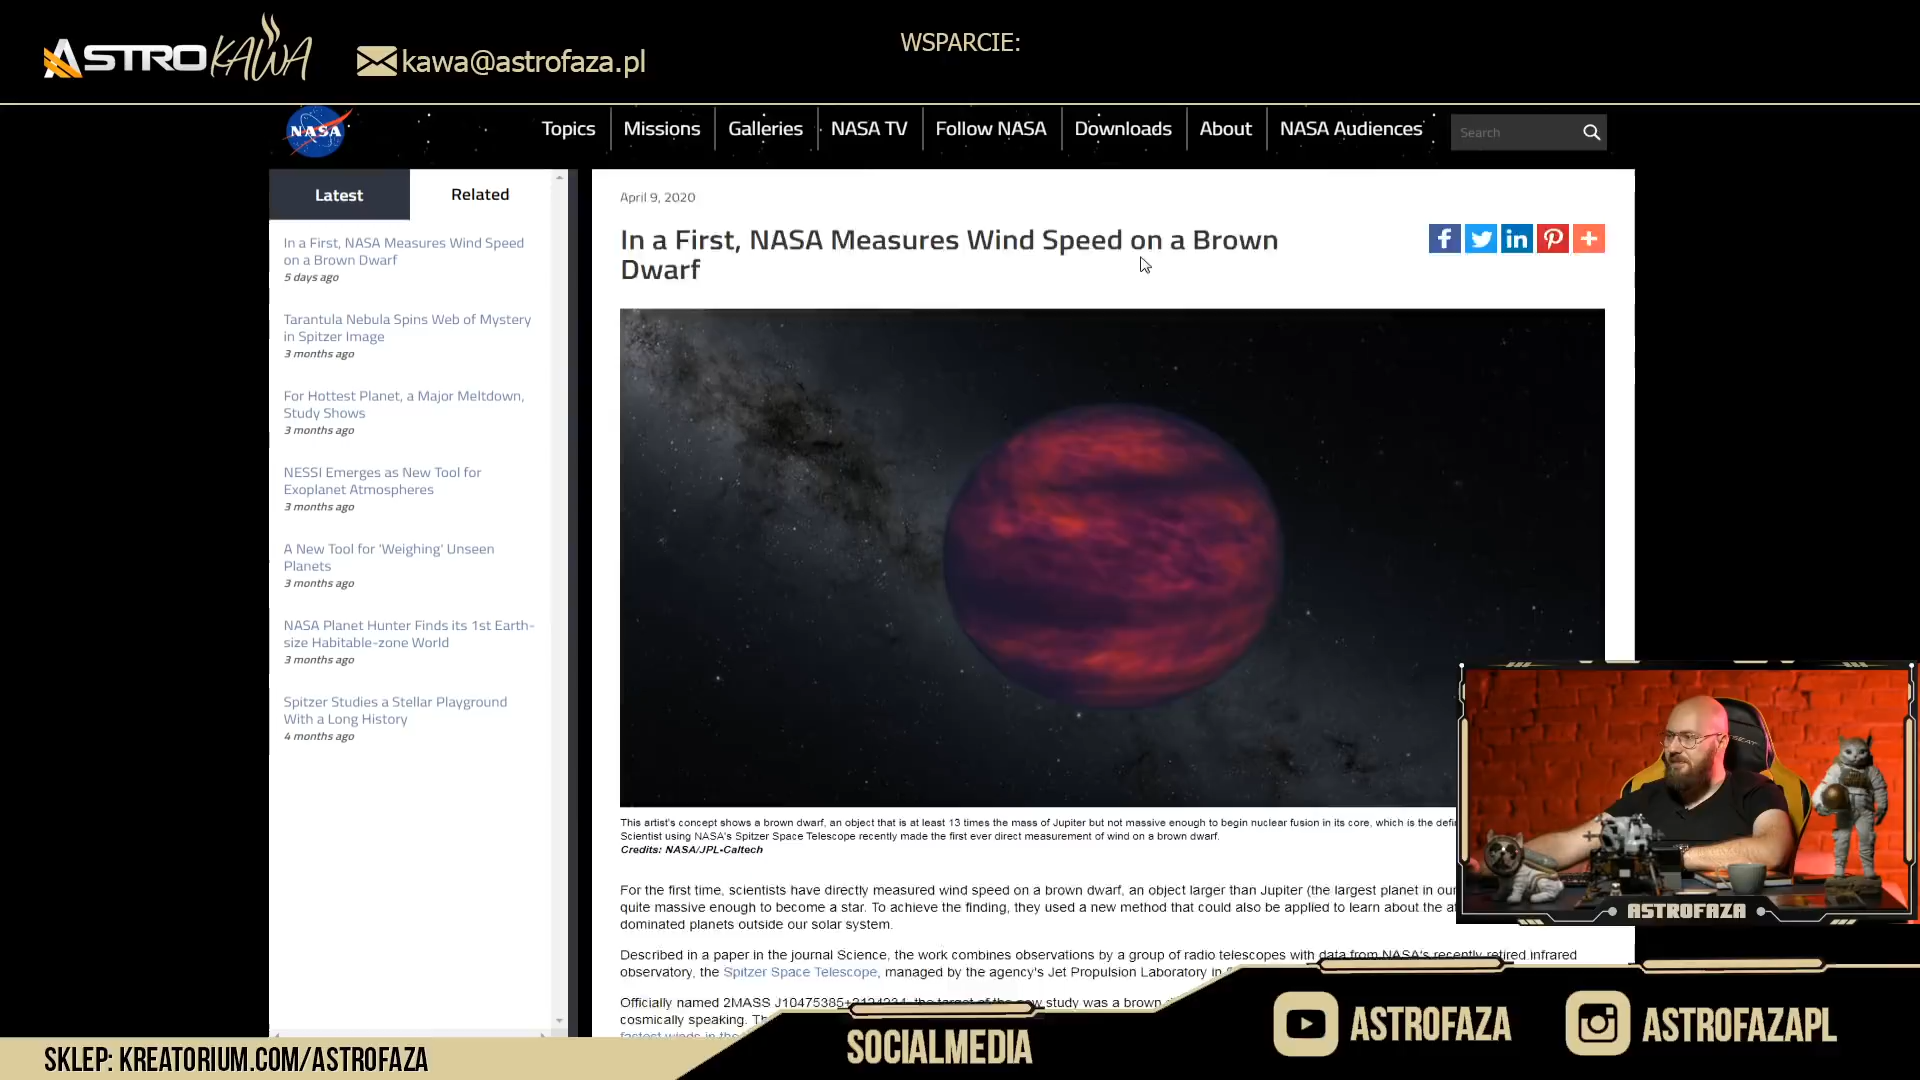 ASTROKAWA
kawa@astrofaza.pl
WSPARCIE:
NASA
Topics
Missions
Galleries
NASA TV
Follow NASA
Downloads
About
NASA Audiences
Search
Latest
Related
In a First, NASA Measures Wind Speed
on a Brown Dwarf
5 days ago
Tarantula Nebula Spins Web of Mystery
in Spitzer Image
3 months ago
For Hottest Planet, a Major Meltdown,
Study Shows
3 months ago
NESSI Emerges as New Tool for
Exoplanet Atmospheres
3 months ago
A New Tool for 'Weighing' Unseen
Planets
3 months ago
NASA Planet Hunter Finds its 1st Earth-
size Habitable-zone World
3 months ago
Spitzer Studies a Stellar Playground
With a Long History
4 months ago
April 9, 2020
In a First, NASA Measures Wind Speed on a Brown
Dwarf
This artist's concept shows a brown dwarf, an object that is at least 13 times the mass of Jupiter but not massive enough to begin nuclear fusion in its core, which is the
Scientist using NASA's Spitzer Space Telescope recently made the first ever direct measurement of wind on a brown dwarf.
Credits: NASA/JPL-Caltech
For the first time, scientists have directly measured wind speed on a brown dwarf, an object larger than Jupiter (the largest planet in our
quite massive enough to become a star. To achieve the finding, they used a new method that could also be applied to learn about the
dominated planets outside our solar system.
Described in a paper in the journal Science, the work combines observations by a group of radio telescopes with data from NASA's recently retired infrared
observatory, the Spitzer Space Telescope, managed by the agency's Jet Propulsion Laboratory in
Officially named 2MASS the target of the new study was a brown
cosmically speaking.
fastest winds in the
ASTROFAZA
SKLEP: KREATORIUM.COM/ASTROFAZA
SOCIALMEDIA
ASTROFAZA
ASTROFAZAPL